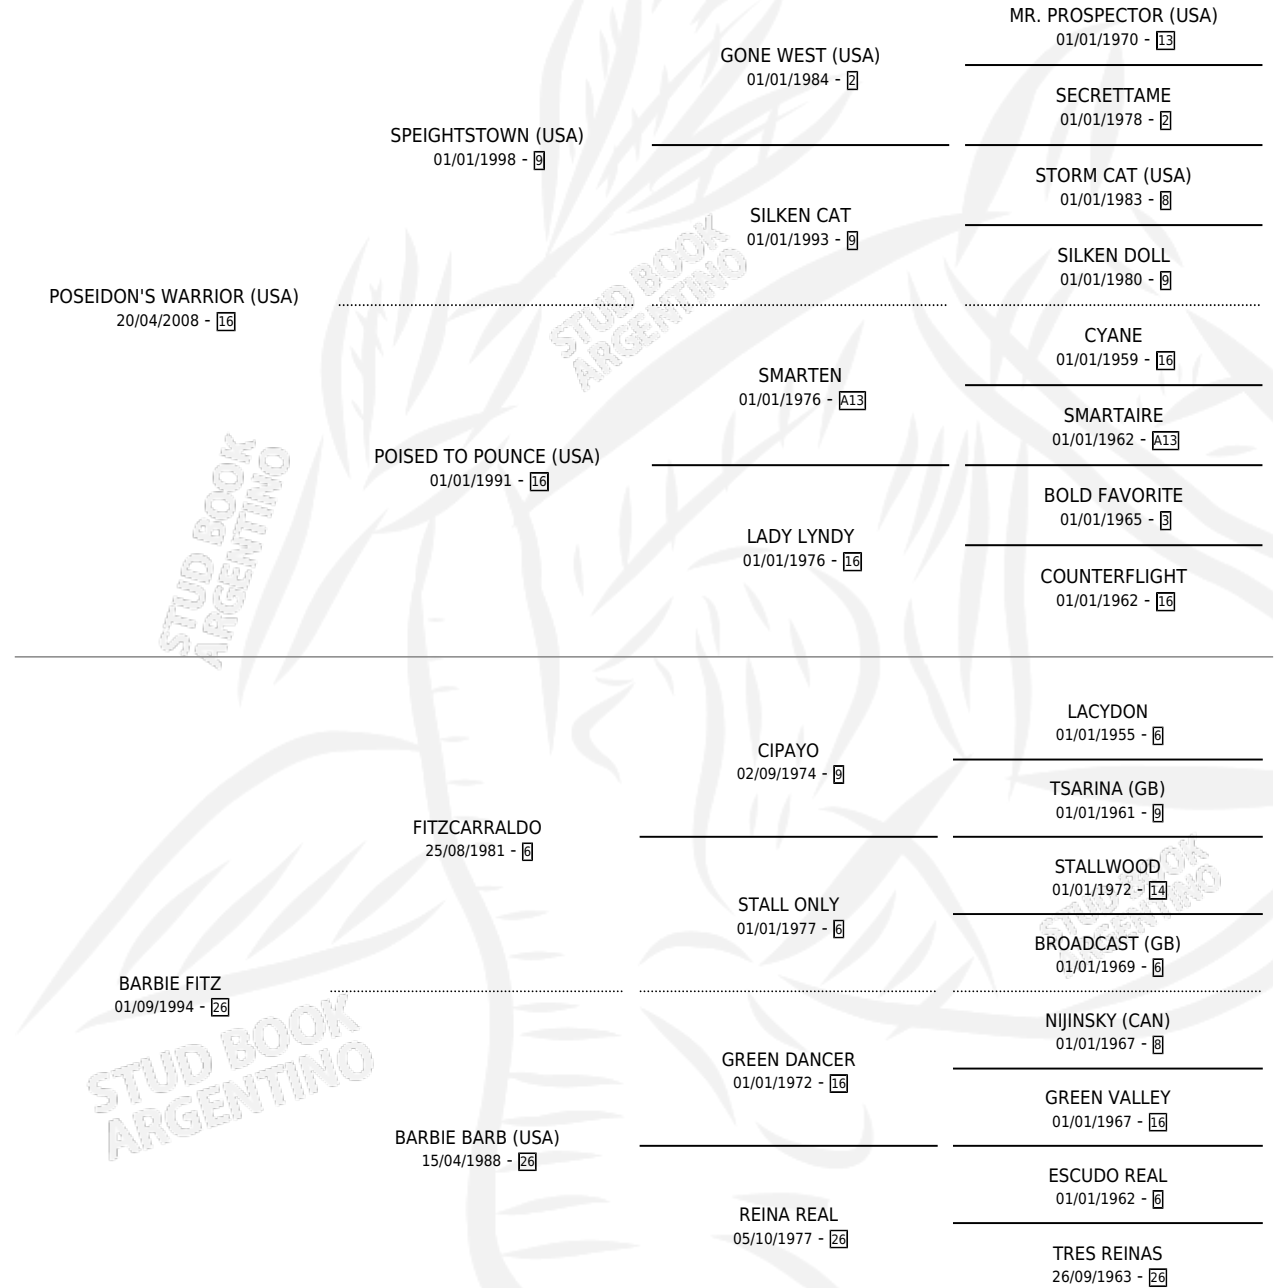 MR. PROSPECTOR (USA)
01/01/1970 - 13
GONE WEST (USA)
01/01/1984 - 2
SECRETTAME
01/01/1978 - 2
SPEIGHTSTOWN (USA)
01/01/1998 - 9
STORM CAT (USA)
01/01/1983 - 8
SILKEN CAT
01/01/1993 - 9
SILKEN DOLL
01/01/1980 - 9
POSEIDON'S WARRIOR (USA)
20/04/2008 - 16
CYANE
01/01/1959 - 16
SMARTEN
01/01/1976 - A13
SMARTAIRE
01/01/1962 - A13
POISED TO POUNCE (USA)
01/01/1991 - 16
BOLD FAVORITE
01/01/1965 - 3
LADY LYNDY
01/01/1976 - 16
COUNTERFLIGHT
01/01/1962 - 16
STUD BOOK
ARGENTINO
STUD BOOK
ARGENTINO
LACYDON
01/01/1955 - 6
CIPAYO
02/09/1974 - 9
TSARINA (GB)
01/01/1961 - 9
FITZCARRALDO
25/08/1981 - 6
STALLWOOD
01/01/1972 - 14
STALL ONLY
01/01/1977 - 6
BROADCAST (GB)
01/01/1969 - 6
BARBIE FITZ
01/09/1994 - 26
NIJINSKY (CAN)
01/01/1967 - 8
GREEN DANCER
01/01/1972 - 16
GREEN VALLEY
01/01/1967 - 16
BARBIE BARB (USA)
15/04/1988 - 26
ESCUDO REAL
01/01/1962 - 6
REINA REAL
05/10/1977 - 26
TRES REINAS
26/09/1963 - 26
STUD BOOK
ARGENTINO
STUD BOOK
ARGENTINO